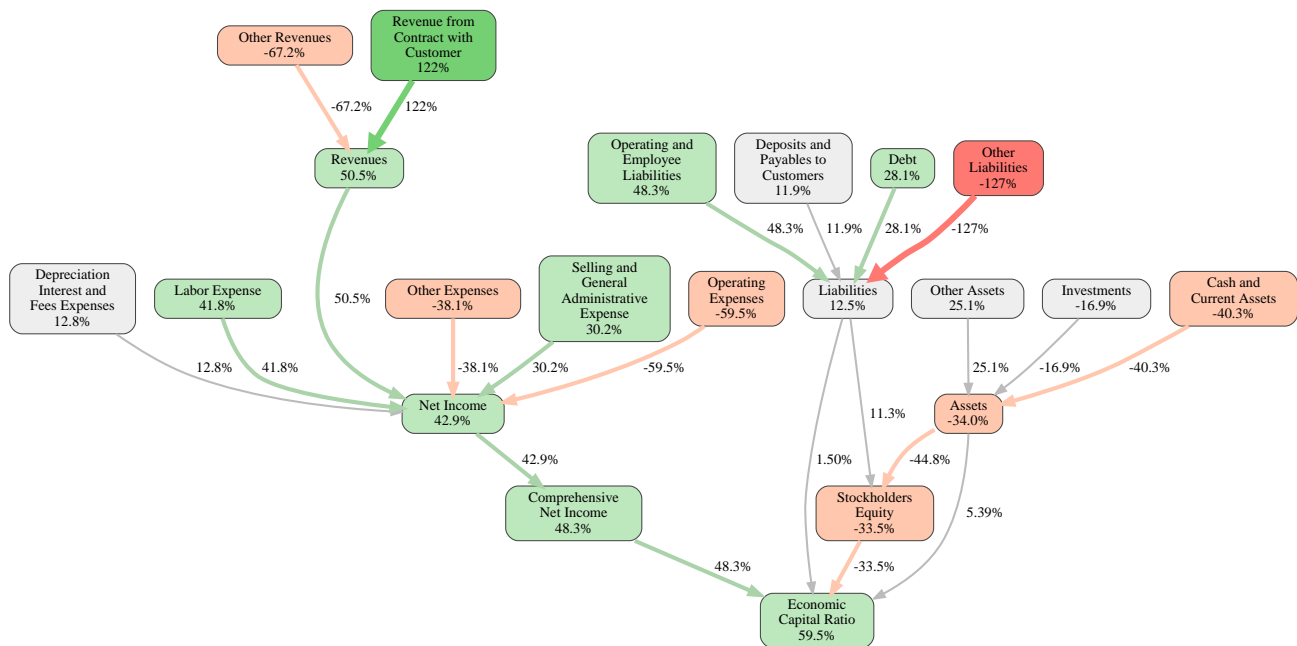 Other Revenues
-67.2%
Revenue from
Contract with
Customer
122%
-67.2%
122%
Revenues
50.5%
Operating and
Employee
Liabilities
48.3%
Deposits and
Payables to
Customers
11.9%
Debt
28.1%
Other
Liabilities
-127%
48.3%
11.9%
28.1%
-127%
Depreciation
Interest and
Fees Expenses
12.8%
Labor Expense
41.8%
50.5%
Other Expenses
-38.1%
Selling and
General
Administrative
Expense
30.2%
Operating
Expenses
-59.5%
Liabilities
12.5%
Other Assets
25.1%
Investments
-16.9%
Cash and
Current Assets
-40.3%
12.8%
41.8%
-38.1%
30.2%
-59.5%
25.1%
-16.9%
-40.3%
Net Income
42.9%
11.3%
Assets
-34.0%
42.9%
1.50%
-44.8%
Comprehensive
Net Income
48.3%
Stockholders
Equity
-33.5%
5.39%
48.3%
-33.5%
Economic
Capital Ratio
59.5%